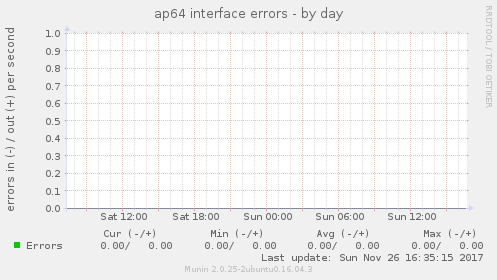 ap64 interface errors - by day
RRDTOOL / TOBI OETIKER
errors in (-) / out (+) per second
1.0
0.9
0.8
0.7
0.6
0.5
0.4
0.3
0.2
0.1
0.0
Sat 12:00 Sat 18:00 Sun 00:00 Sun 06:00 Sun 12:00
Cur (-/+) Min (-/+) Avg (-/+) Max (-/+)
Errors 0.00/ 0.00 0.00/ 0.00 0.00/ 0.00 0.00/ 0.00
Last update: Sun Nov 26 16:35:15 2017
Munin 2.0.25-2ubuntu0.16.04.3